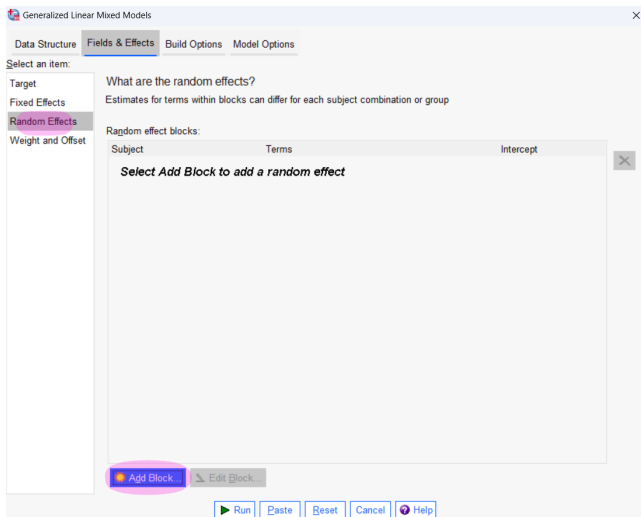 Generalized Linear Mixed Models
Data Structure Fields & Effects Build Options Model Options
Select an item:
Target
Fixed Effects
Random Effects
Weight and Offset
What are the random effects?
Estimates for terms within blocks can differ for each subject combination or group
Random effect blocks:
Subject Terms Intercept
Select Add Block to add a random effect
Add Block... Edit Block...
Run Paste Reset Cancel Help